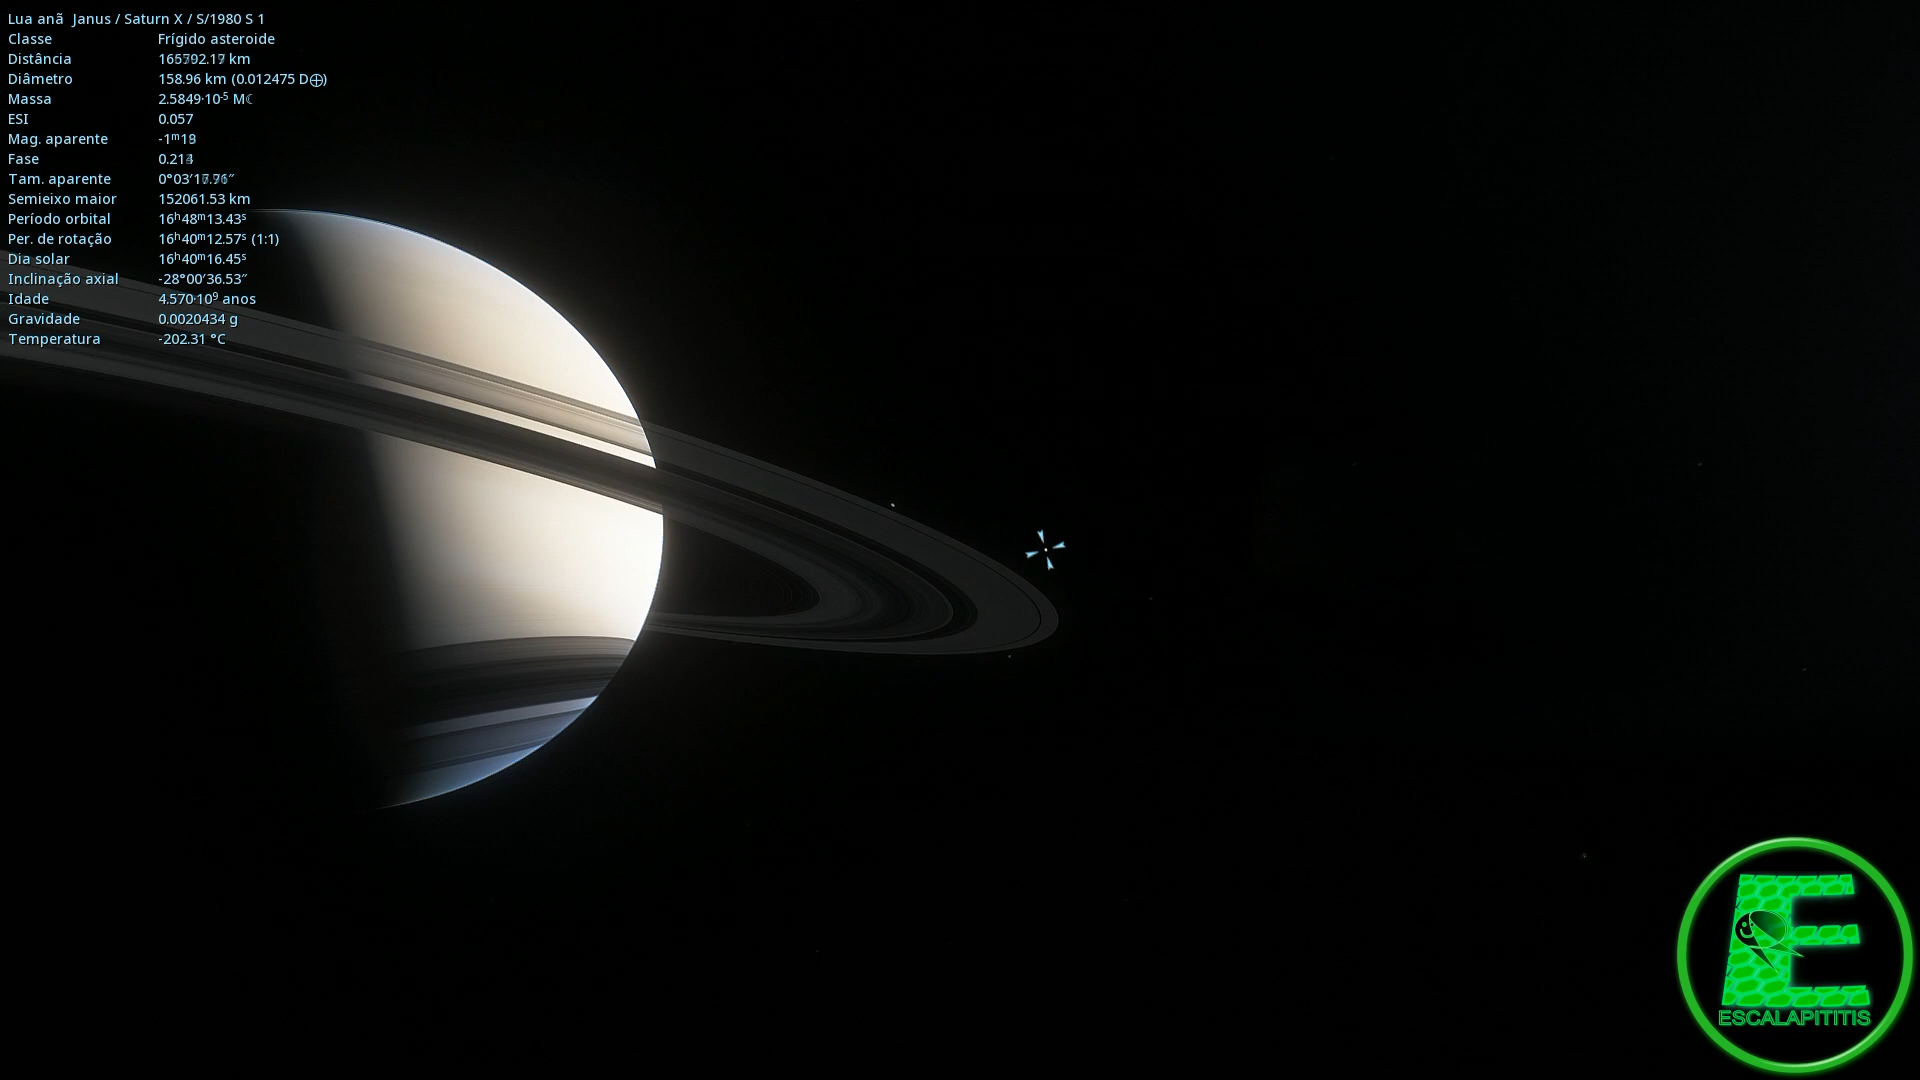 Lua anã Janus / Saturn X / S/1980 S 1
Classe Frígido asteroide
Distância km
Diâmetro 158.96 km (0.012475 D⊕)
Massa 2.5849·10⁻⁵ M☾
ESI 0.057
Mag. aparente
Fase
Tam. aparente
Semieixo maior 152061.53 km
Período orbital 16ʰ48ᵐ13.43ˢ
Per. de rotação 16ʰ40ᵐ12.57ˢ (1:1)
Dia solar 16ʰ40ᵐ16.45ˢ
Inclinação axial -28°00′36.53″
Idade 4.570·10⁹ anos
Gravidade 0.0020434 g
Temperatura -202.31 °C
E
ESCALAPITITIS